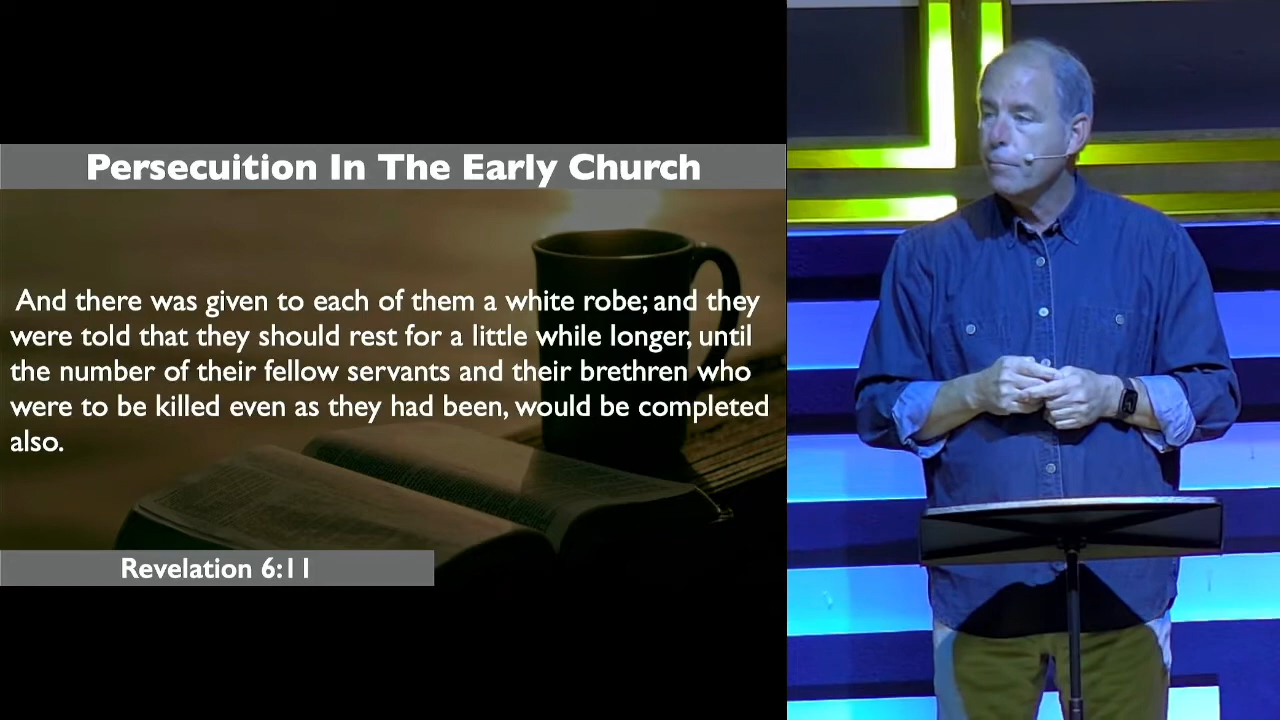 Persecuition In The Early Church
And there was given to each of them a white robe; and they
were told that they should rest for a little while longer, until
the number of their fellow servants and their brethren who
were to be killed even as they had been, would be completed
also.
Revelation 6:11